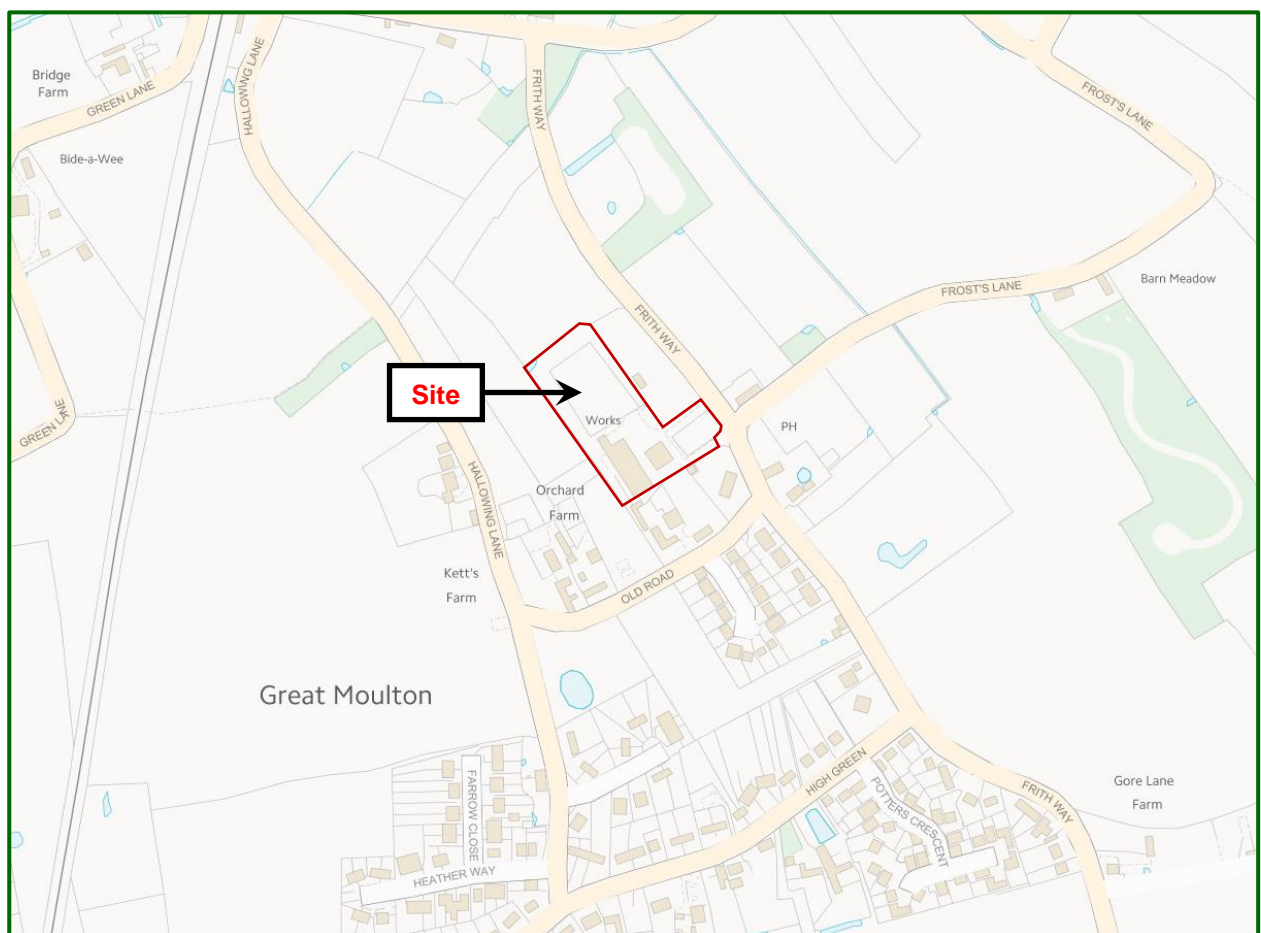 Bridge
Farm
GREEN LANE
HALLOWING LANE
FRITH WAY
FROST'S LANE
Bide-a-Wee
Barn Meadow
FROST'S LANE
FRITH WAY
Site
Works
PH
GREEN LANE
HALLOWING LANE
Orchard
Farm
Kett's
Farm
OLD ROAD
Great Moulton
FARROW CLOSE
HEATHER WAY
HIGH GREEN
POTTERS CRESCENT
FRITH WAY
Gore Lane
Farm